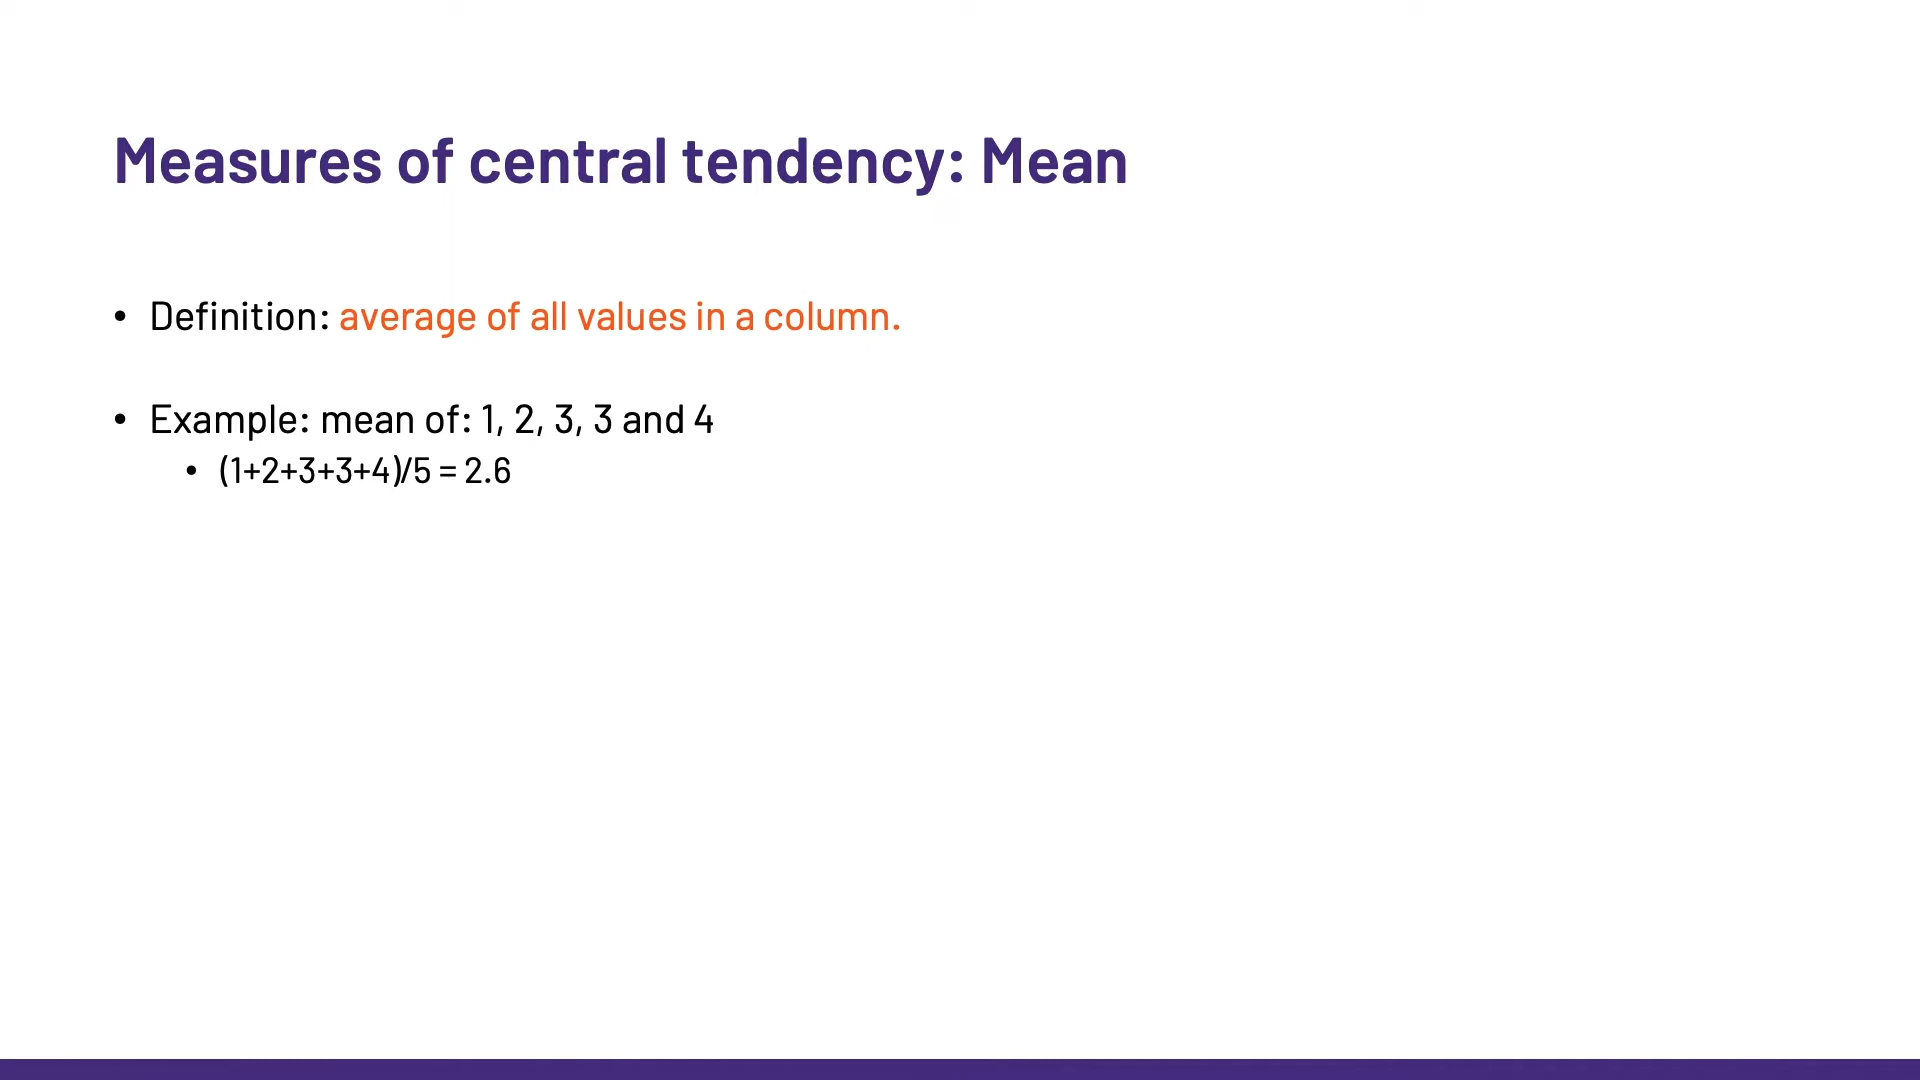 Measures of central tendency: Mean
• Definition: average of all values in a column.
• Example: mean of: 1, 2, 3, 3 and 4
• (1+2+3+3+4)/5 = 2.6